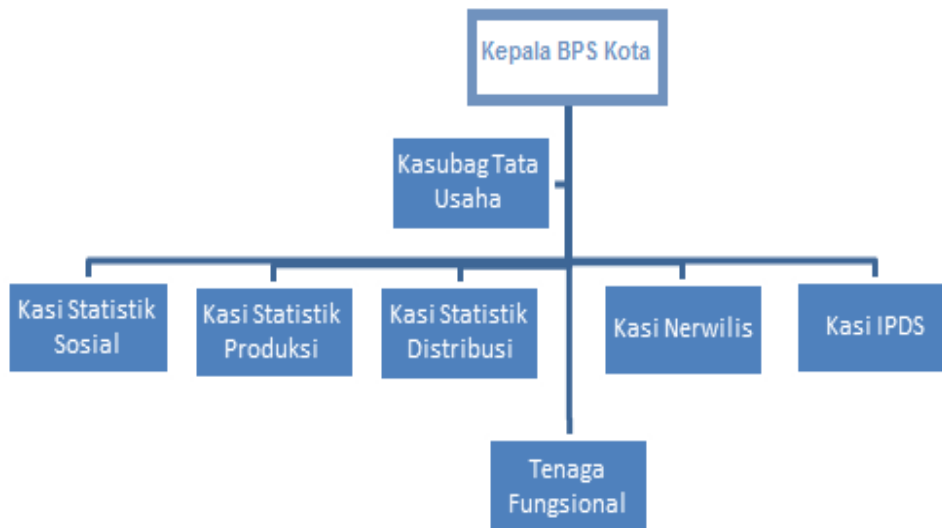 Kepala BPS Kota
Kasubag Tata
Usaha
Kasi Statistik
Sosial
Kasi Statistik
Produksi
Kasi Statistik
Distribusi
Kasi Nerwilis
Kasi IPDS
Tenaga
Fungsional